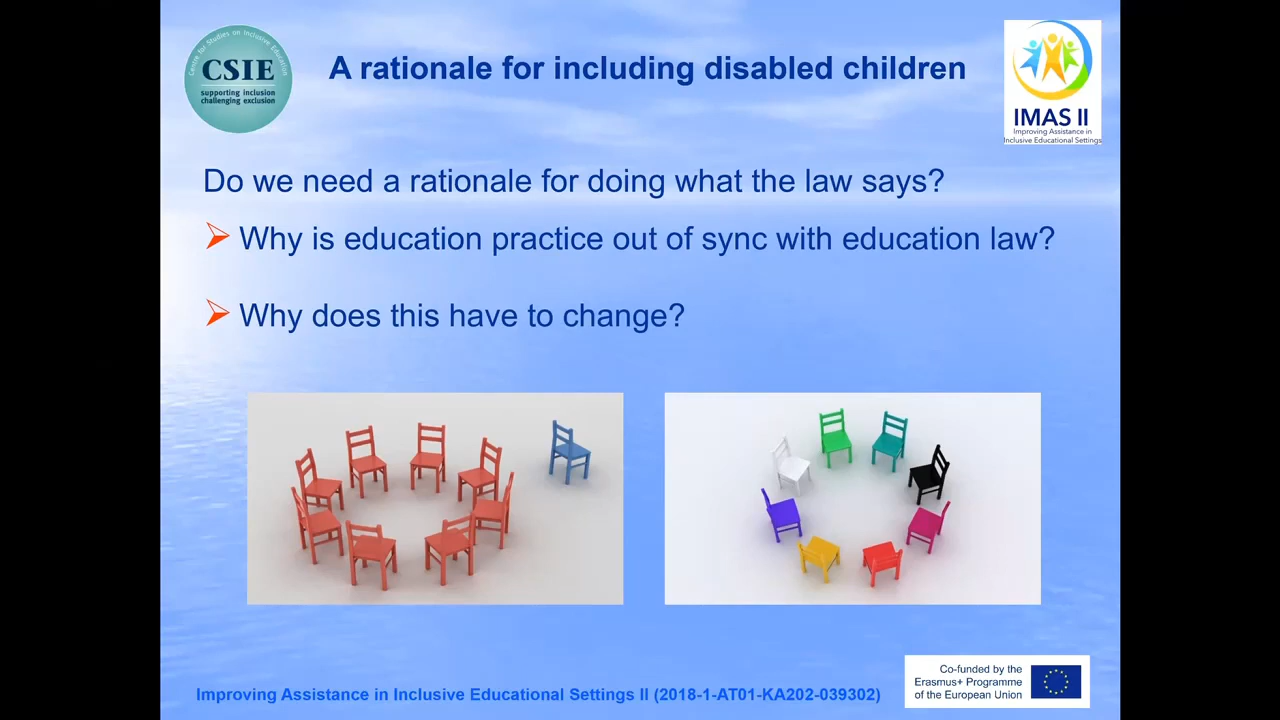 Centre for Studies on Inclusive Education
CSIE
supporting inclusion
challenging exclusion
A rationale for including disabled children
IMAS II
Improving Assistance in
Inclusive Educational Settings
Do we need a rationale for doing what the law says?
Why is education practice out of sync with education law?
Why does this have to change?
Improving Assistance in Inclusive Educational Settings II (2018-1-AT01-KA202-039302)
Co-funded by the
Erasmus+ Programme
of the European Union